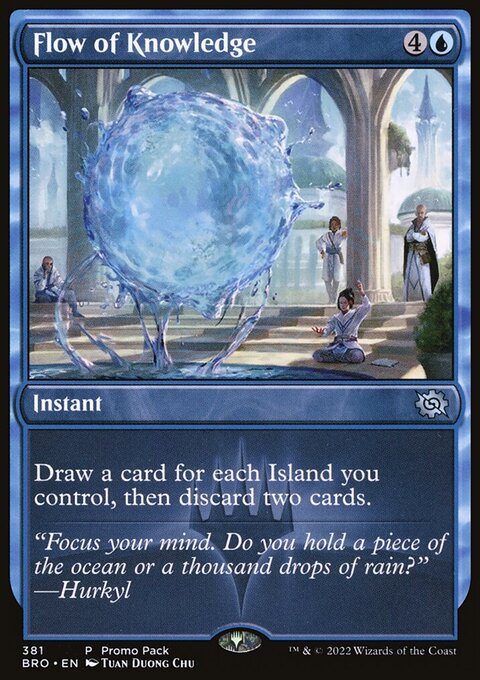 Flow of Knowledge 4
Instant
Draw a card for each Island you
control, then discard two cards.
“Focus your mind. Do you hold a piece of
the ocean or a thousand drops of rain?”
—Hurkyl
381 P Promo Pack
BRO • EN Tuan Duong Chu
™ & © 2022 Wizards of the Coast